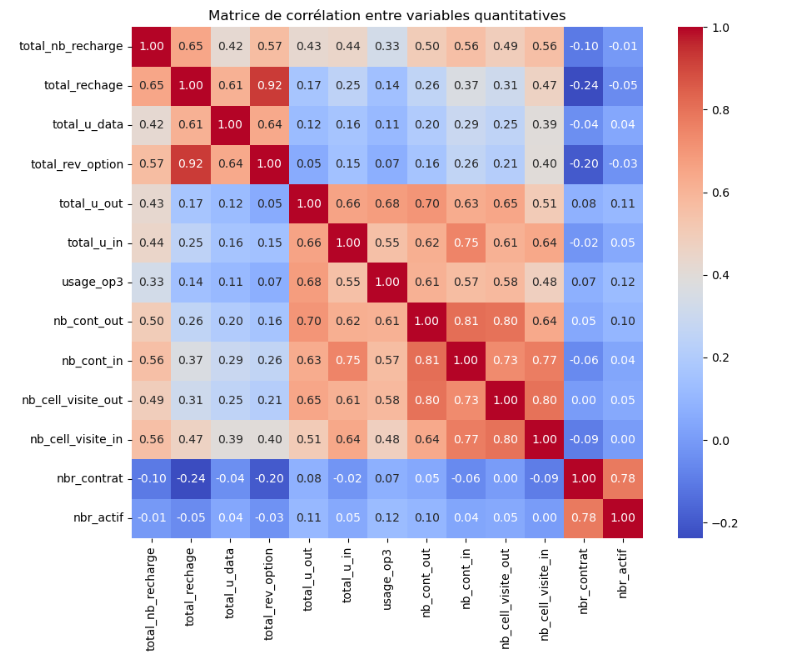 Matrice de corrélation entre variables quantitatives
total_nb_recharge 1.00 0.65 0.42 0.57 0.43 0.44 0.33 0.50 0.56 0.49 0.56 -0.10 -0.01
total_rechage 0.65 1.00 0.61 0.92 0.17 0.25 0.14 0.26 0.37 0.31 0.47 -0.24 -0.05
total_u_data 0.42 0.61 1.00 0.64 0.12 0.16 0.11 0.20 0.29 0.25 0.39 -0.04 0.04
total_rev_option 0.57 0.92 0.64 1.00 0.05 0.15 0.07 0.16 0.26 0.21 0.40 -0.20 -0.03
total_u_out 0.43 0.17 0.12 0.05 1.00 0.66 0.68 0.70 0.63 0.65 0.51 0.08 0.11
total_u_in 0.44 0.25 0.16 0.15 0.66 1.00 0.55 0.62 0.75 0.61 0.64 -0.02 0.05
usage_op3 0.33 0.14 0.11 0.07 0.68 0.55 1.00 0.61 0.57 0.58 0.48 0.07 0.12
nb_cont_out 0.50 0.26 0.20 0.16 0.70 0.62 0.61 1.00 0.81 0.80 0.64 0.05 0.10
nb_cont_in 0.56 0.37 0.29 0.26 0.63 0.75 0.57 0.81 1.00 0.73 0.77 -0.06 0.04
nb_cell_visite_out 0.49 0.31 0.25 0.21 0.65 0.61 0.58 0.80 0.73 1.00 0.80 0.00 0.05
nb_cell_visite_in 0.56 0.47 0.39 0.40 0.51 0.64 0.48 0.64 0.77 0.80 1.00 -0.09 0.00
nbr_contrat -0.10 -0.24 -0.04 -0.20 0.08 -0.02 0.07 0.05 -0.06 0.00 -0.09 1.00 0.78
nbr_actif -0.01 -0.05 0.04 -0.03 0.11 0.05 0.12 0.10 0.04 0.05 0.00 0.78 1.00
total_nb_recharge
total_rechage
total_u_data
total_rev_option
total_u_out
total_u_in
usage_op3
nb_cont_out
nb_cont_in
nb_cell_visite_out
nb_cell_visite_in
nbr_contrat
nbr_actif
1.0
0.8
0.6
0.4
0.2
0.0
−0.2